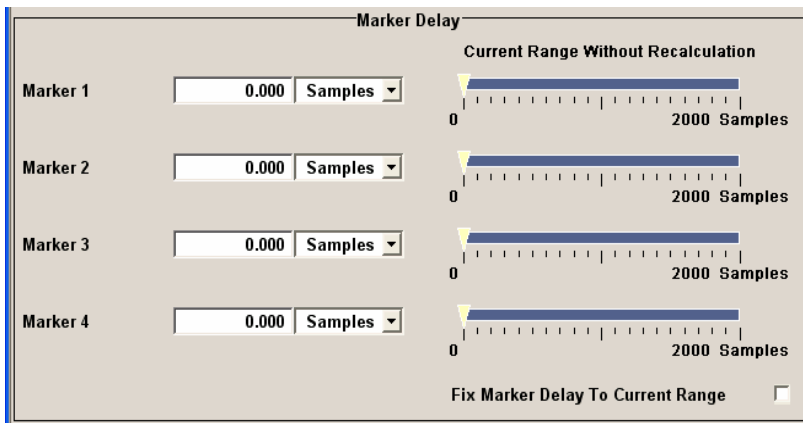 Marker Delay
Current Range Without Recalculation
Marker 1 0.000 Samples
0 2000 Samples
Marker 2 0.000 Samples
0 2000 Samples
Marker 3 0.000 Samples
0 2000 Samples
Marker 4 0.000 Samples
0 2000 Samples
Fix Marker Delay To Current Range